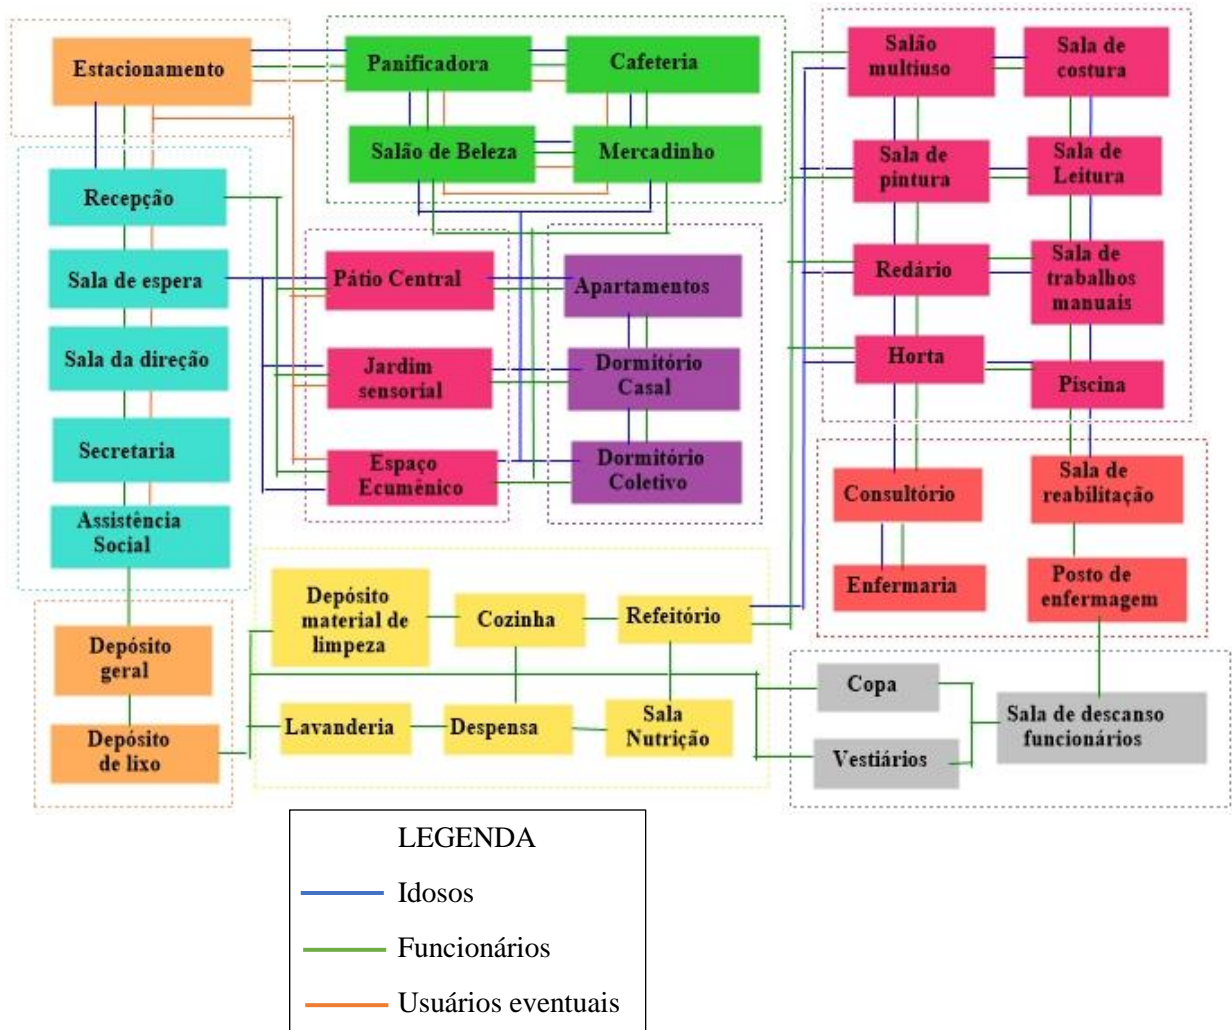 Estacionamento
Panificadora
Cafeteria
Salão de Beleza
Mercadinho
Salão
multiuso
Sala de
costura
Sala de
pintura
Sala de
Leitura
Redário
Sala de
trabalhos
manuais
Horta
Piscina
Recepção
Sala de espera
Sala da direção
Secretaria
Assistência
Social
Pátio Central
Jardim
sensorial
Espaço
Ecumênico
Apartamentos
Dormitório
Casal
Dormitório
Coletivo
Consultório
Sala de
reabilitação
Enfermaria
Posto de
enfermagem
Depósito
geral
Depósito
de lixo
Depósito
material de
limpeza
Cozinha
Refeitório
Lavanderia
Despensa
Sala
Nutrição
Copa
Vestiários
Sala de descanso
funcionários
LEGENDA
Idosos
Funcionários
Usuários eventuais